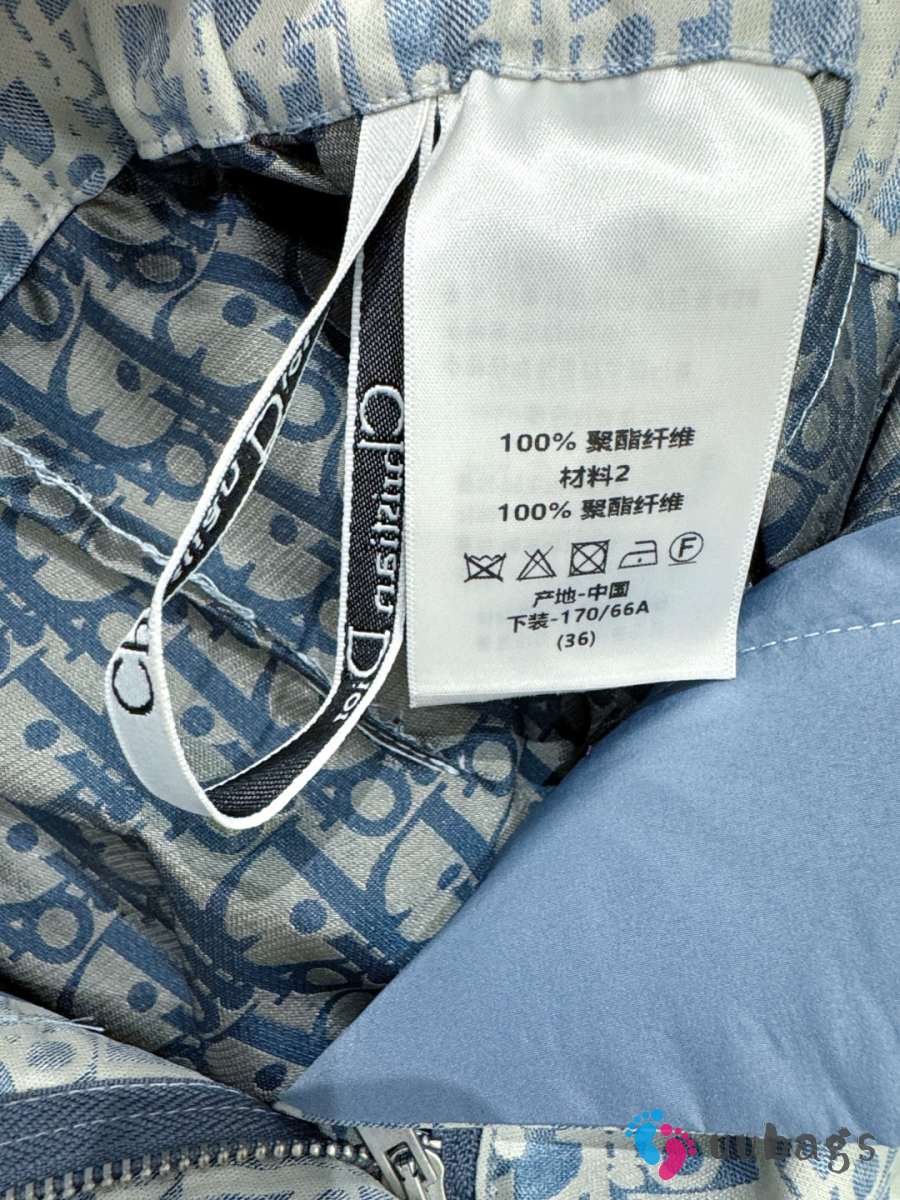 100% 聚酯纤维
材料2
100% 聚酯纤维
F
产地-中国
下装-170/66A
(36)
Christian Dior
Christian Dior
uubags